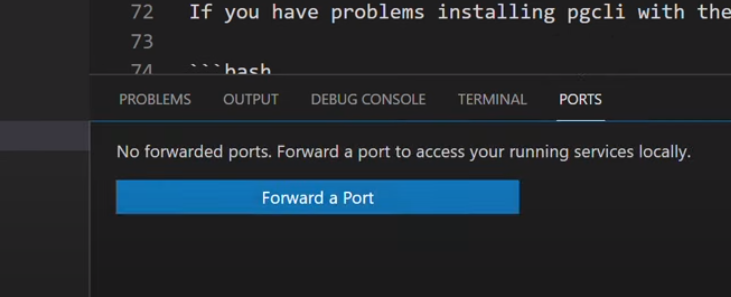 72 If you have problems installing pgcli with the
73
74 ```bash
PROBLEMS OUTPUT DEBUG CONSOLE TERMINAL PORTS
No forwarded ports. Forward a port to access your running services locally.
Forward a Port